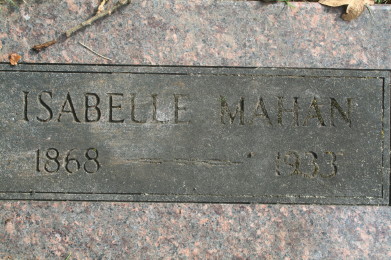 ISABELLE MAHAN
1868 — — — 1933